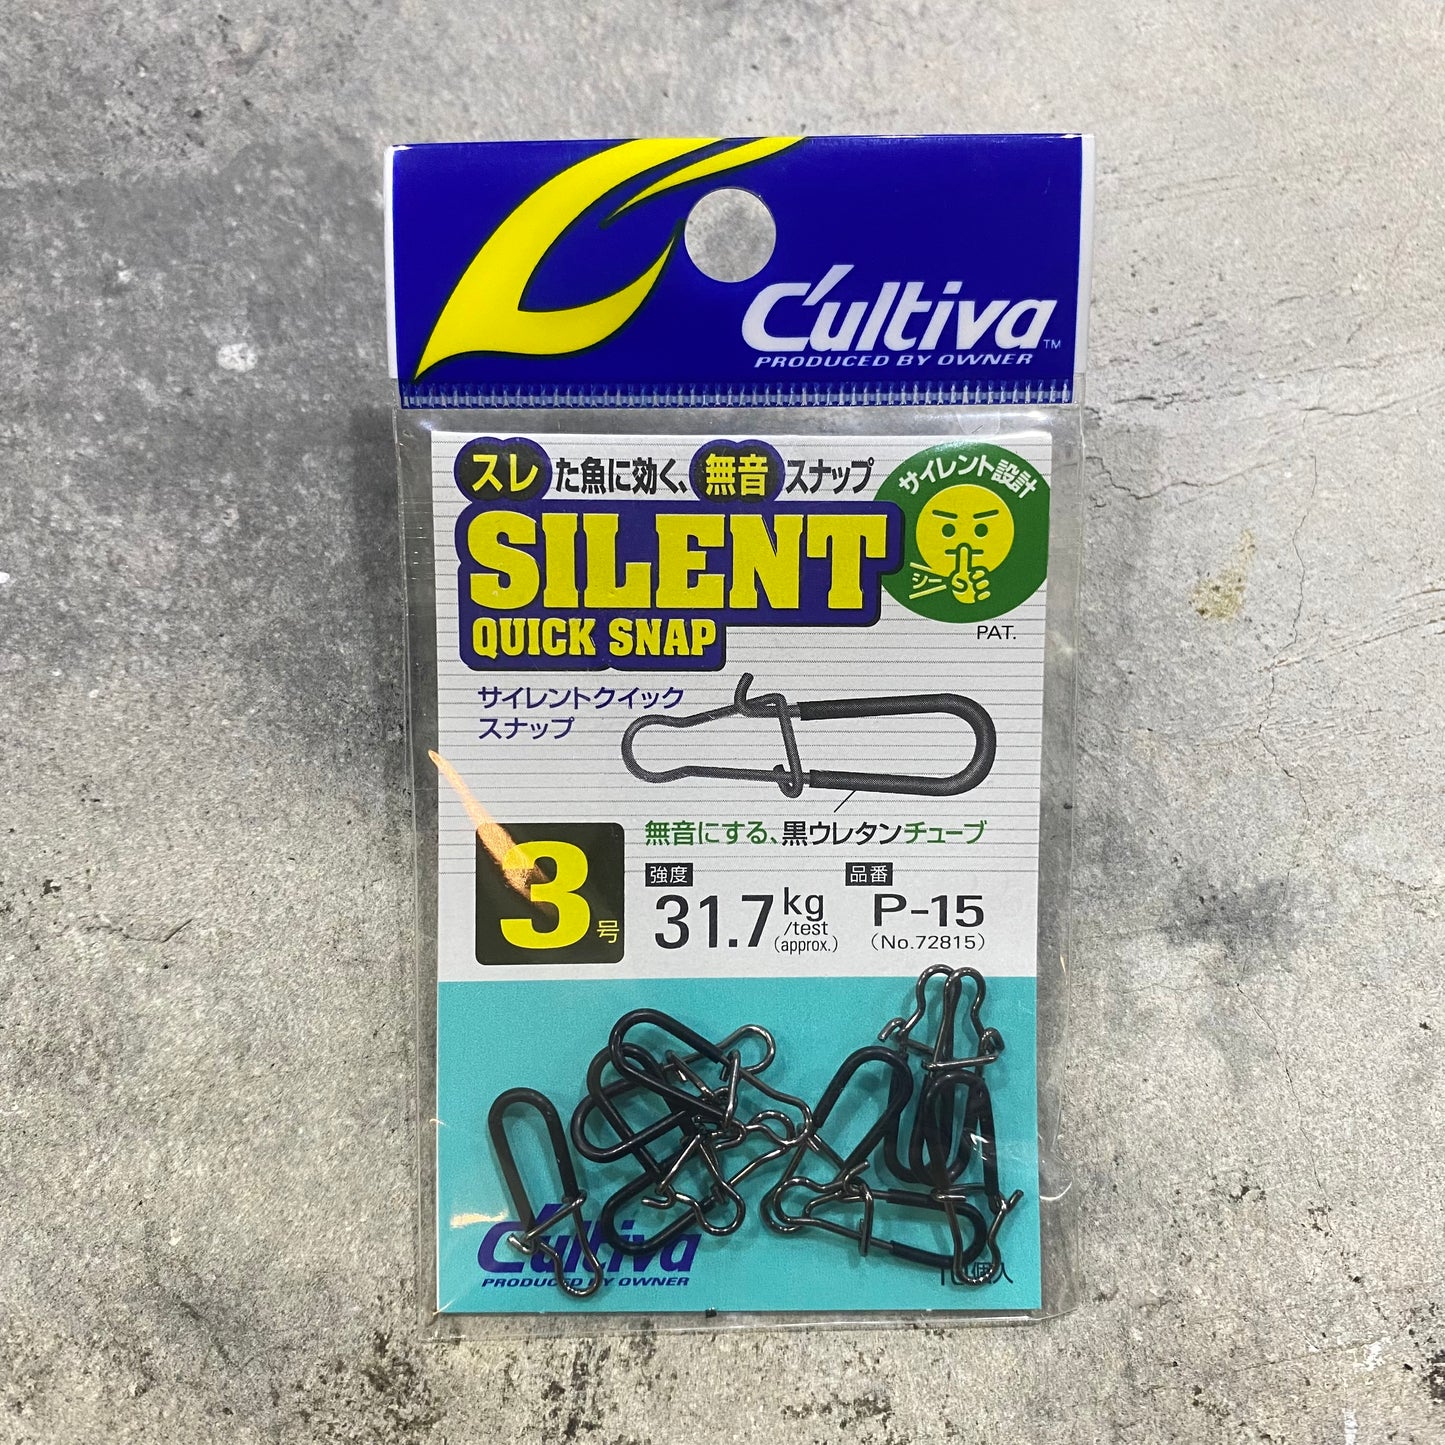 C'ultiva™
PRODUCED BY OWNER
スレた魚に効く、無音スナップ
サイレント設計
シー
SILENT
QUICK SNAP
PAT.
サイレントクイック
スナップ
無音にする、黒ウレタンチューブ
3号
強度
31.7kg
/test
(approx.)
品番
P-15
(No.72815)
C'ultiva
PRODUCED BY OWNER
個入